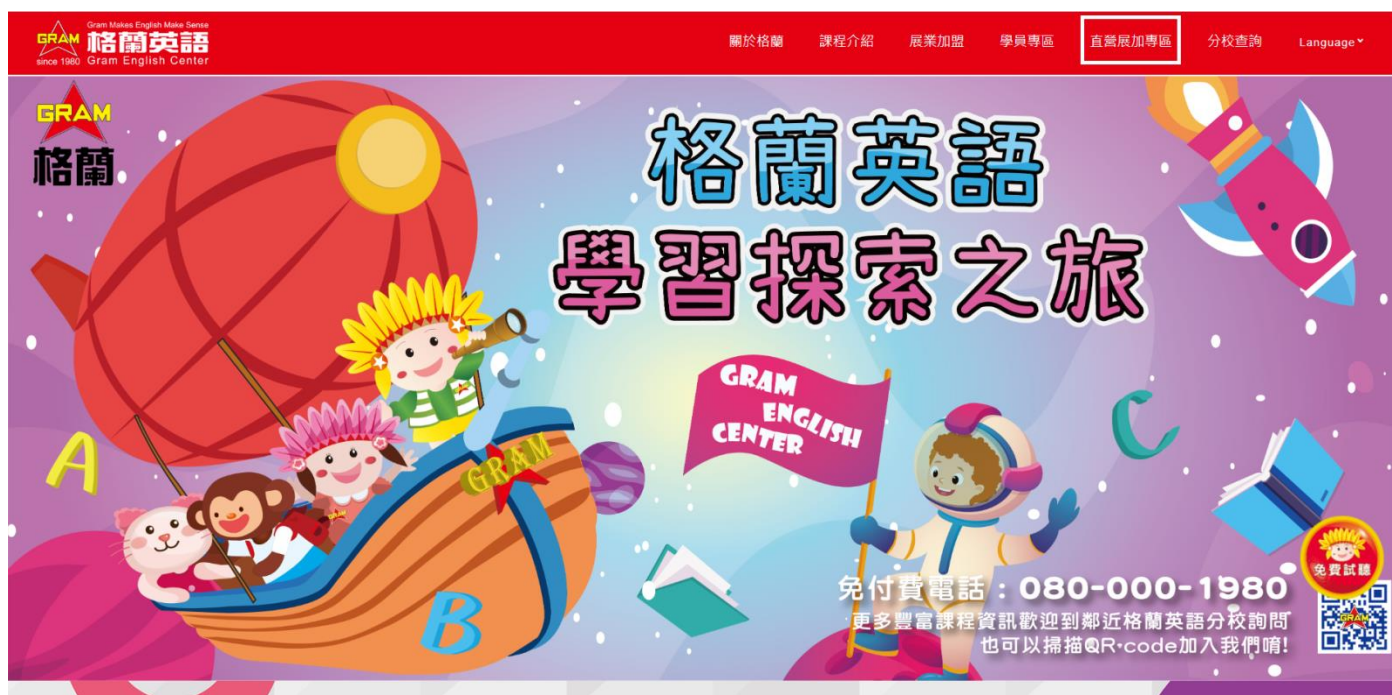 Gram Makes English Make Sense
GRAM
格蘭英語
since 1980 Gram English Center
關於格蘭 課程介紹 展業加盟 學員專區 直營展加專區 分校查詢 Language
GRAM
格蘭
格蘭英語
學習探索之旅
GRAM
ENGLISH
CENTER
A
GRAM
C
B
免費試聽
免付費電話：080-000-1980
更多豐富課程資訊歡迎到鄰近格蘭英語分校詢問
也可以掃描QR-code加入我們唷!
GRAM